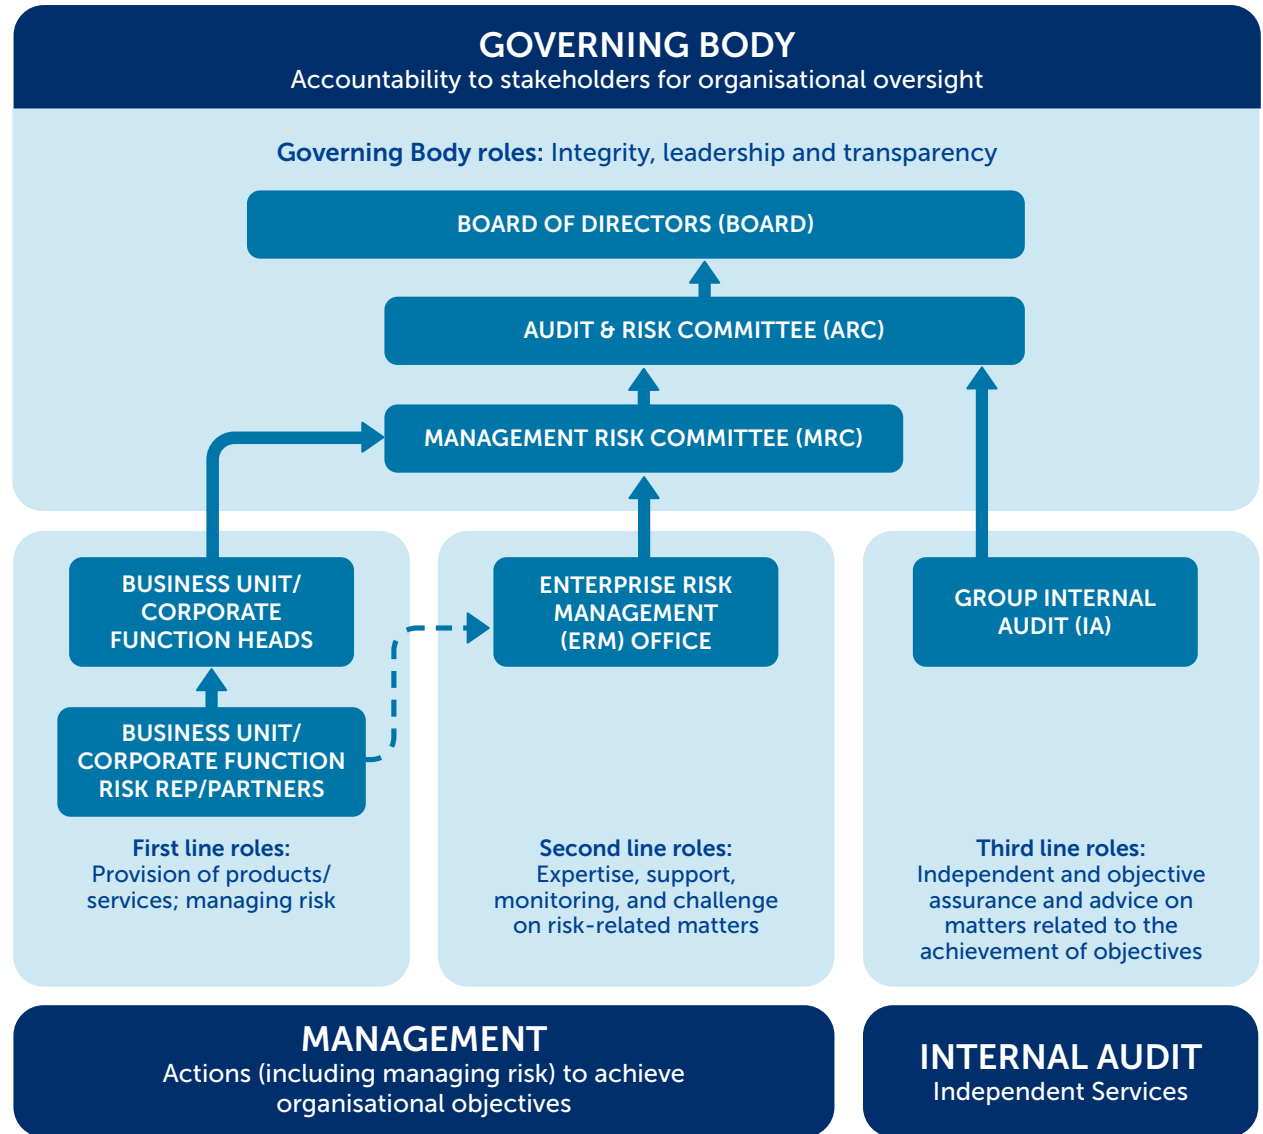 GOVERNING BODY
Accountability to stakeholders for organisational oversight
Governing Body roles: Integrity, leadership and transparency
BOARD OF DIRECTORS (BOARD)
AUDIT & RISK COMMITTEE (ARC)
MANAGEMENT RISK COMMITTEE (MRC)
BUSINESS UNIT/
CORPORATE
FUNCTION HEADS
BUSINESS UNIT/
CORPORATE FUNCTION
RISK REP/PARTNERS
First line roles:
Provision of products/
services; managing risk
ENTERPRISE RISK
MANAGEMENT
(ERM) OFFICE
Second line roles:
Expertise, support,
monitoring, and challenge
on risk-related matters
GROUP INTERNAL
AUDIT (IA)
Third line roles:
Independent and objective
assurance and advice on
matters related to the
achievement of objectives
MANAGEMENT
Actions (including managing risk) to achieve
organisational objectives
INTERNAL AUDIT
Independent Services